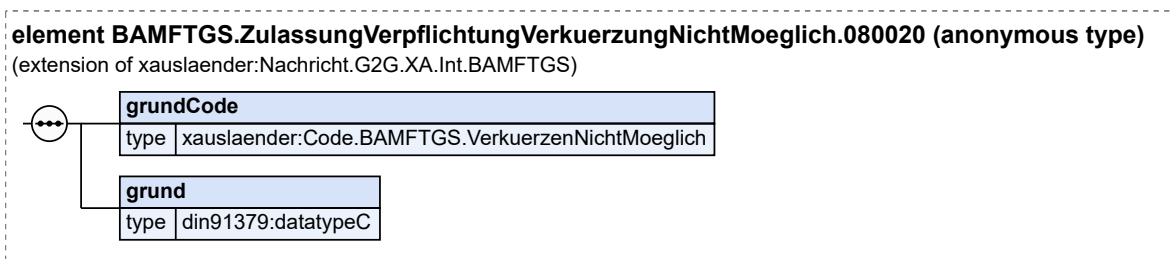 element BAMFTGS.ZulassungVerpflichtungVerkuerzungNichtMoeglich.080020 (anonymous type)
(extension of xauslaender:Nachricht.G2G.XA.Int.BAMFTGS)
grundCode
type xauslaender:Code.BAMFTGS.VerkuerzenNichtMoeglich
grund
type din91379:datatypeC